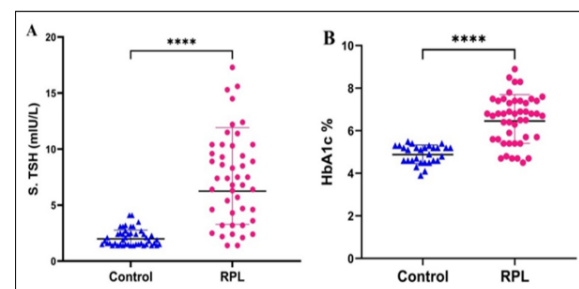 A
****
S. TSH (mIU/L)
20
15
10
5
0
Control
RPL
B
****
HbA1c %
10
8
6
4
2
0
Control
RPL